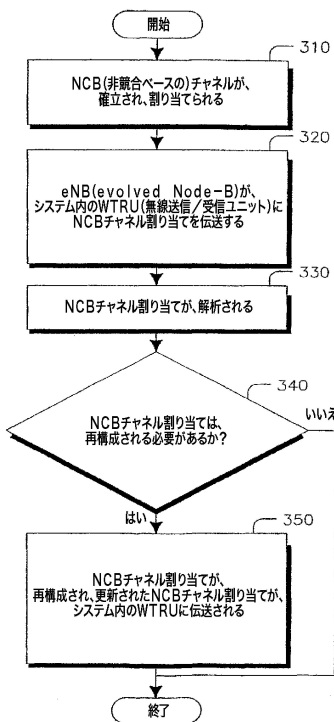 開始
310
NCB(非競合ベースの)チャネルが、
確立され、割り当てられる
320
eNB(evolved Node-B)が、
システム内のWTRU(無線送信/受信ユニット)に
NCBチャネル割り当てを伝送する
330
NCBチャネル割り当てが、解析される
340
NCBチャネル割り当ては、
再構成される必要があるか?
いいえ
はい
350
NCBチャネル割り当てが、
再構成され、更新されたNCBチャネル割り当てが、
システム内のWTRUに伝送される
終了